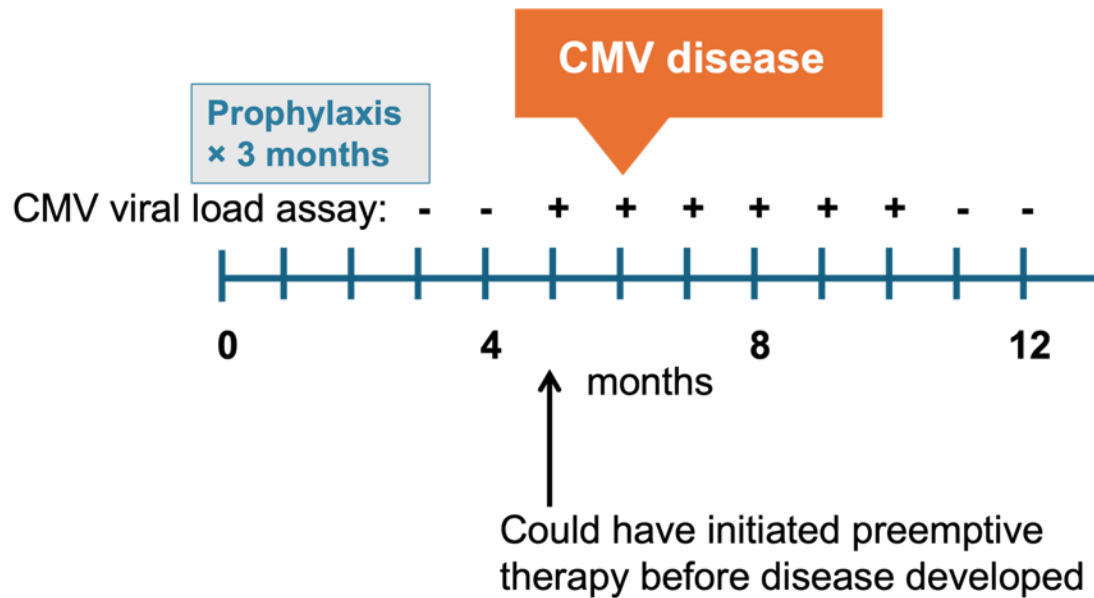 CMV disease
Prophylaxis
× 3 months
CMV viral load assay: - - + + + + + + - -
0 4 8 12
months
Could have initiated preemptive
therapy before disease developed